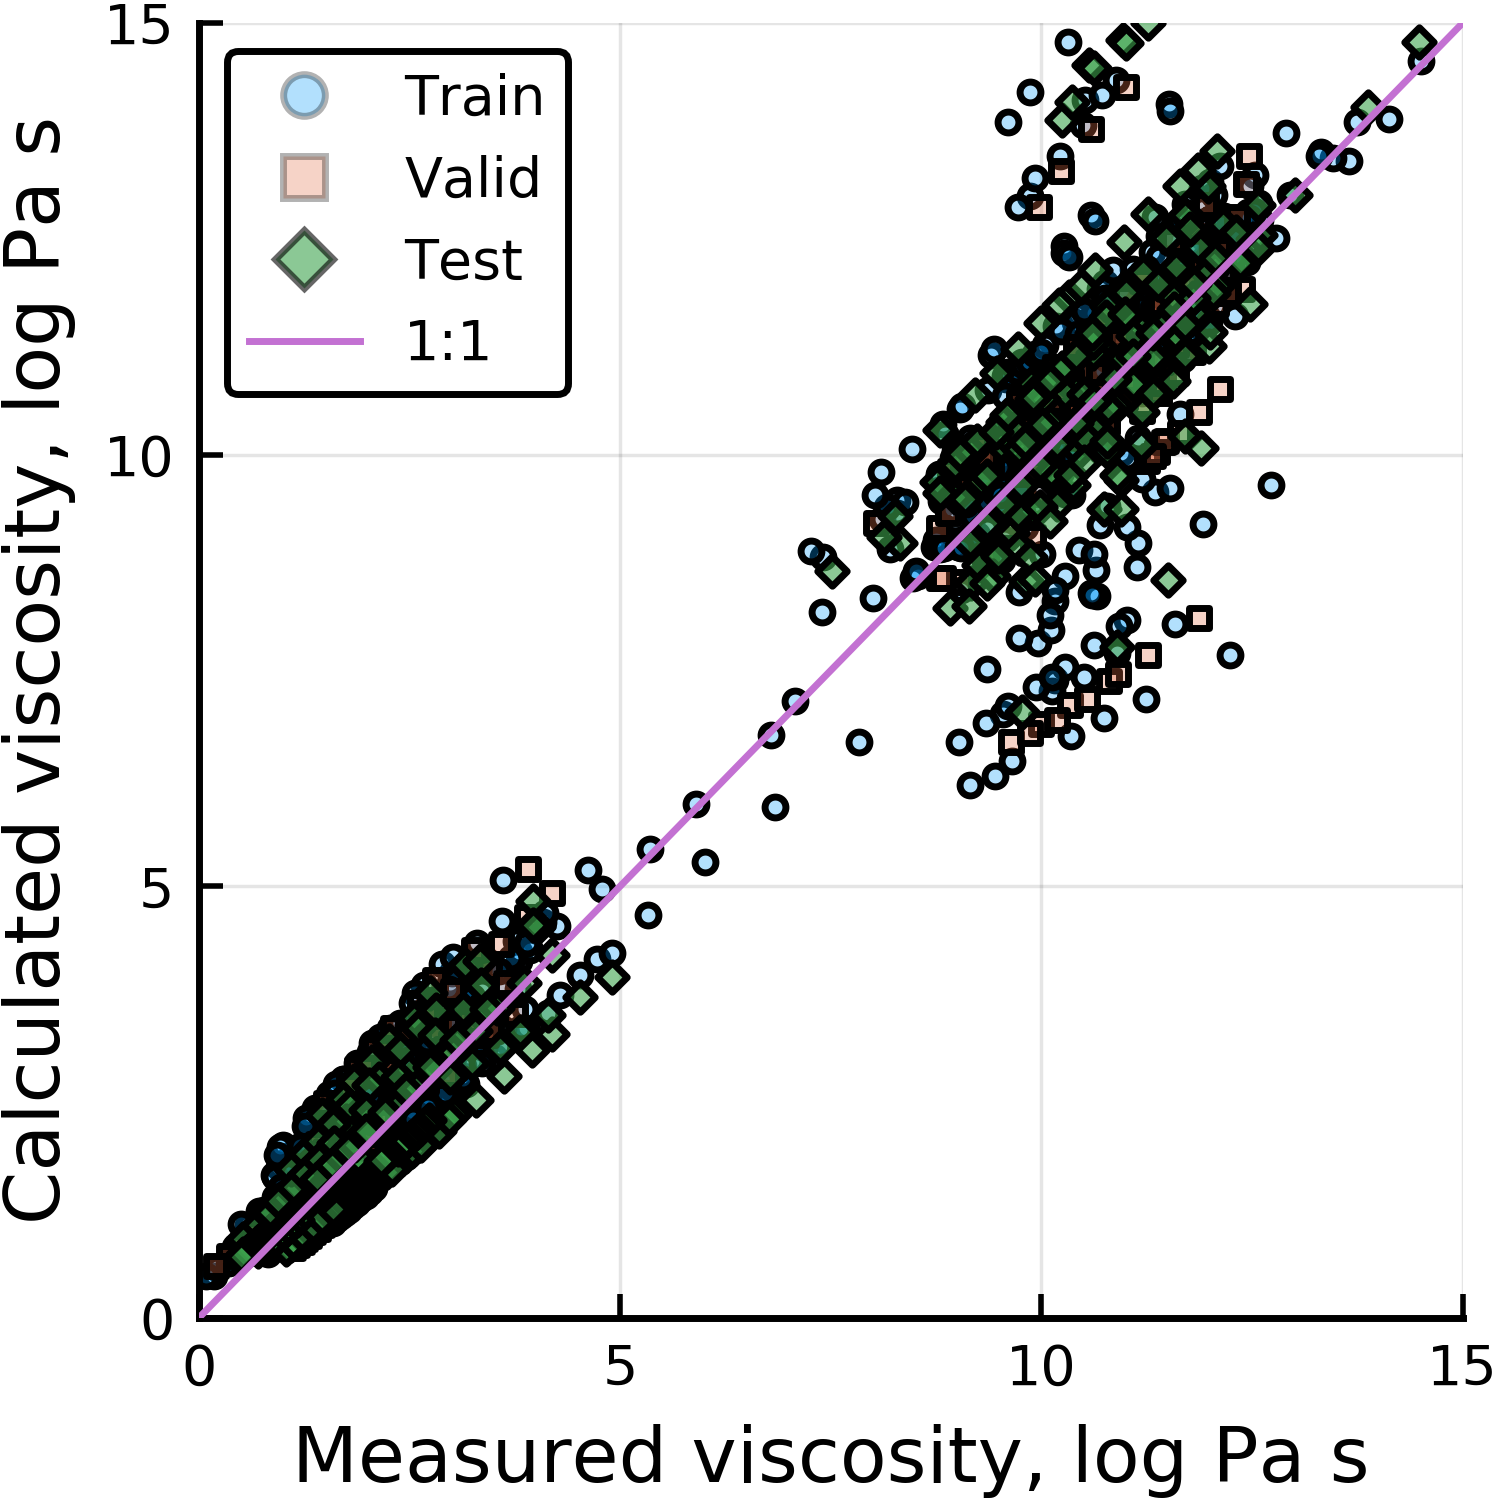 15
10
5
0
Calculated viscosity, log Pa s
Train
Valid
Test
1:1
0 5 10 15
Measured viscosity, log Pa s